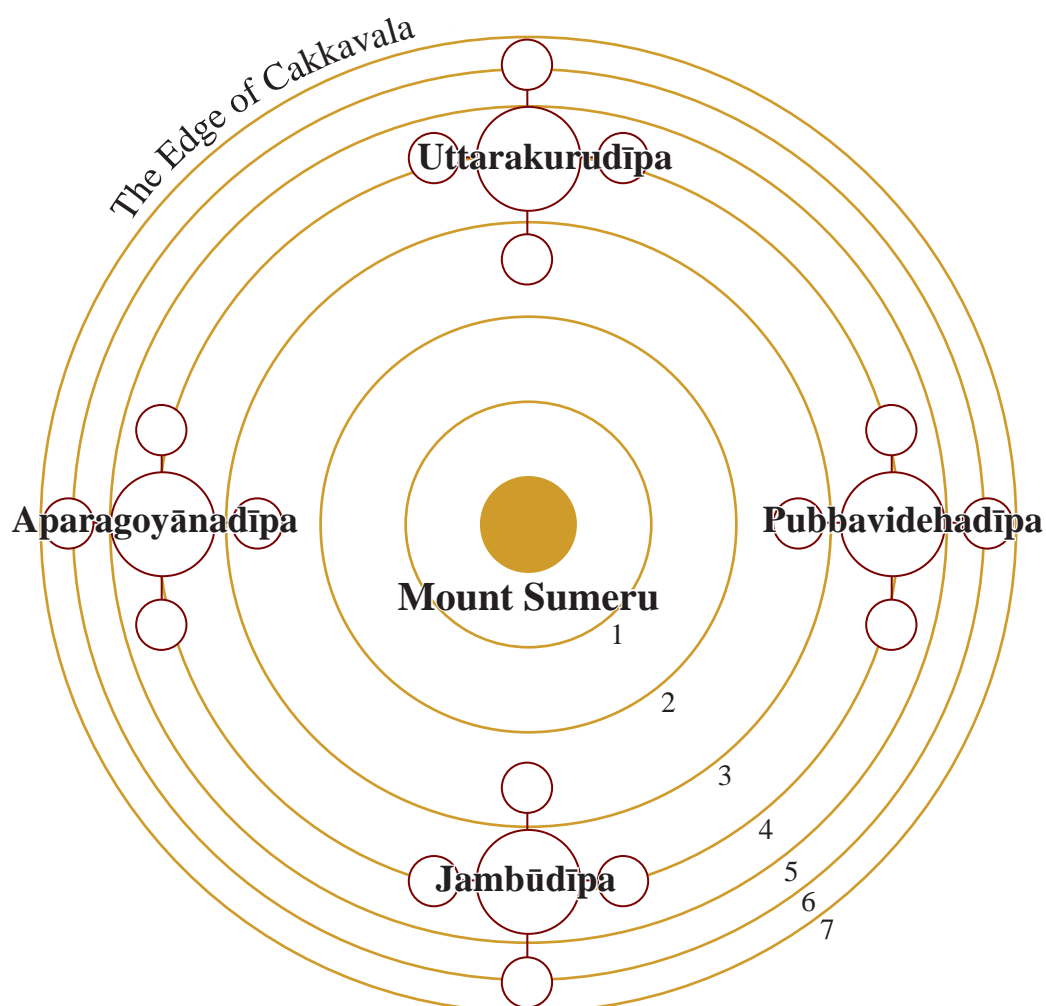 The Edge of Cakkavala
Uttarakurudīpa
Aparagoyānadīpa
Pubbavidehadīpa
Mount Sumeru
1
2
3
4
Jambūdīpa
5
6
7